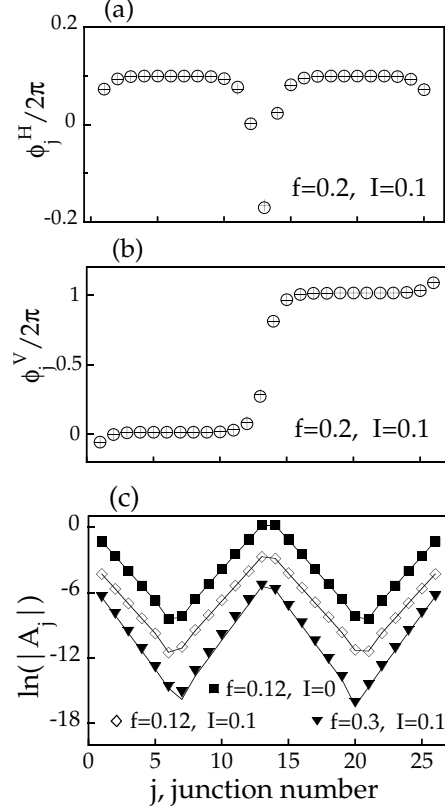 (a)
0.2
0.1
-0.2
ϕ_j^H/2π
f=0.2, I=0.1
(b)
1
0.5
0
ϕ_j^V/2π
f=0.2, I=0.1
(c)
0
-6
-12
-18
ln(|A_j|)
f=0.12, I=0
f=0.12, I=0.1
f=0.3, I=0.1
0 5 10 15 20 25
j, junction number